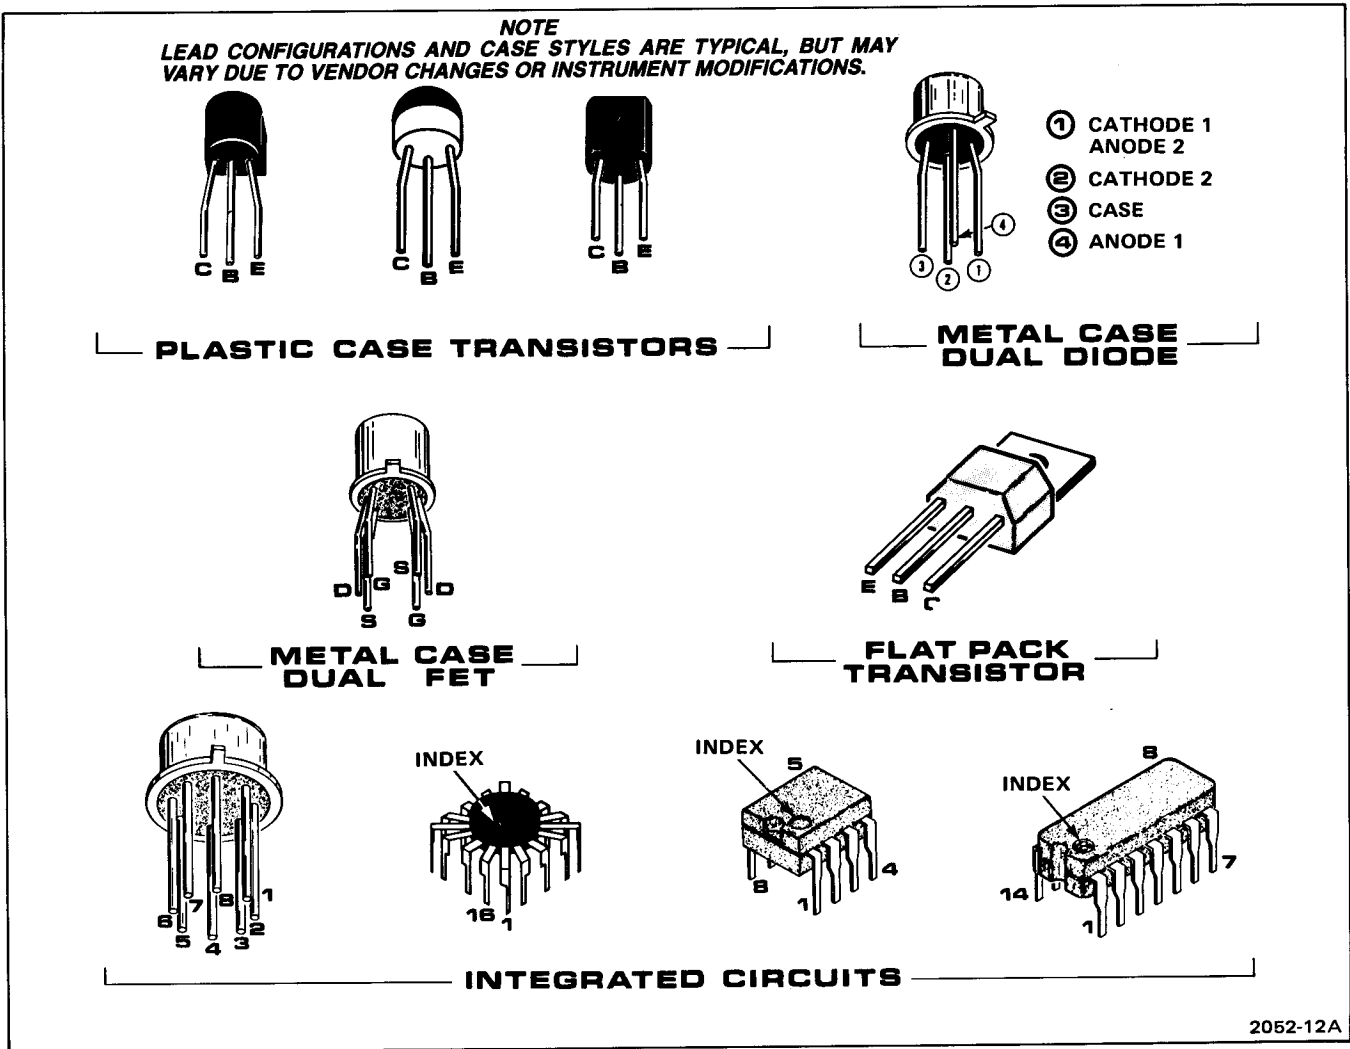 NOTE
LEAD CONFIGURATIONS AND CASE STYLES ARE TYPICAL, BUT MAY
VARY DUE TO VENDOR CHANGES OR INSTRUMENT MODIFICATIONS.
C B E
C B E
C B E
PLASTIC CASE TRANSISTORS
1 CATHODE 1
ANODE 2
2 CATHODE 2
3 CASE
4 ANODE 1
4
3 2 1
METAL CASE
DUAL DIODE
D G S D
S G
METAL CASE
DUAL FET
E B C
FLAT PACK
TRANSISTOR
6 5 7 4 8 3 2 1
INDEX
16 1
INDEX
5
8 1 4
INDEX
8
14 1 7
INTEGRATED CIRCUITS
2052-12A